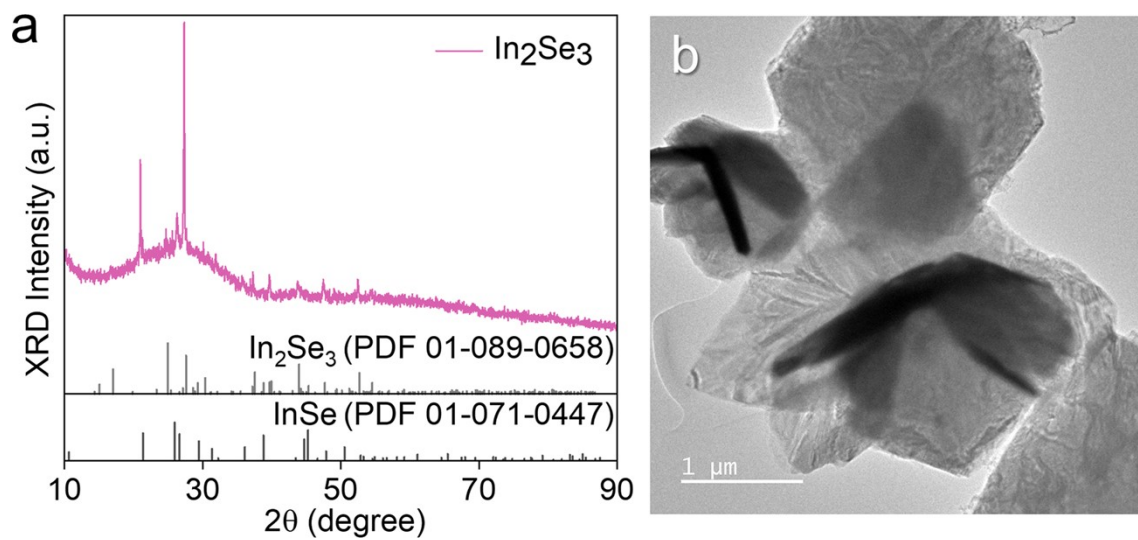 a
XRD Intensity (a.u.)
In₂Se₃
In₂Se₃ (PDF 01-089-0658)
InSe (PDF 01-071-0447)
10 30 50 70 90
2θ (degree)
b
1 µm